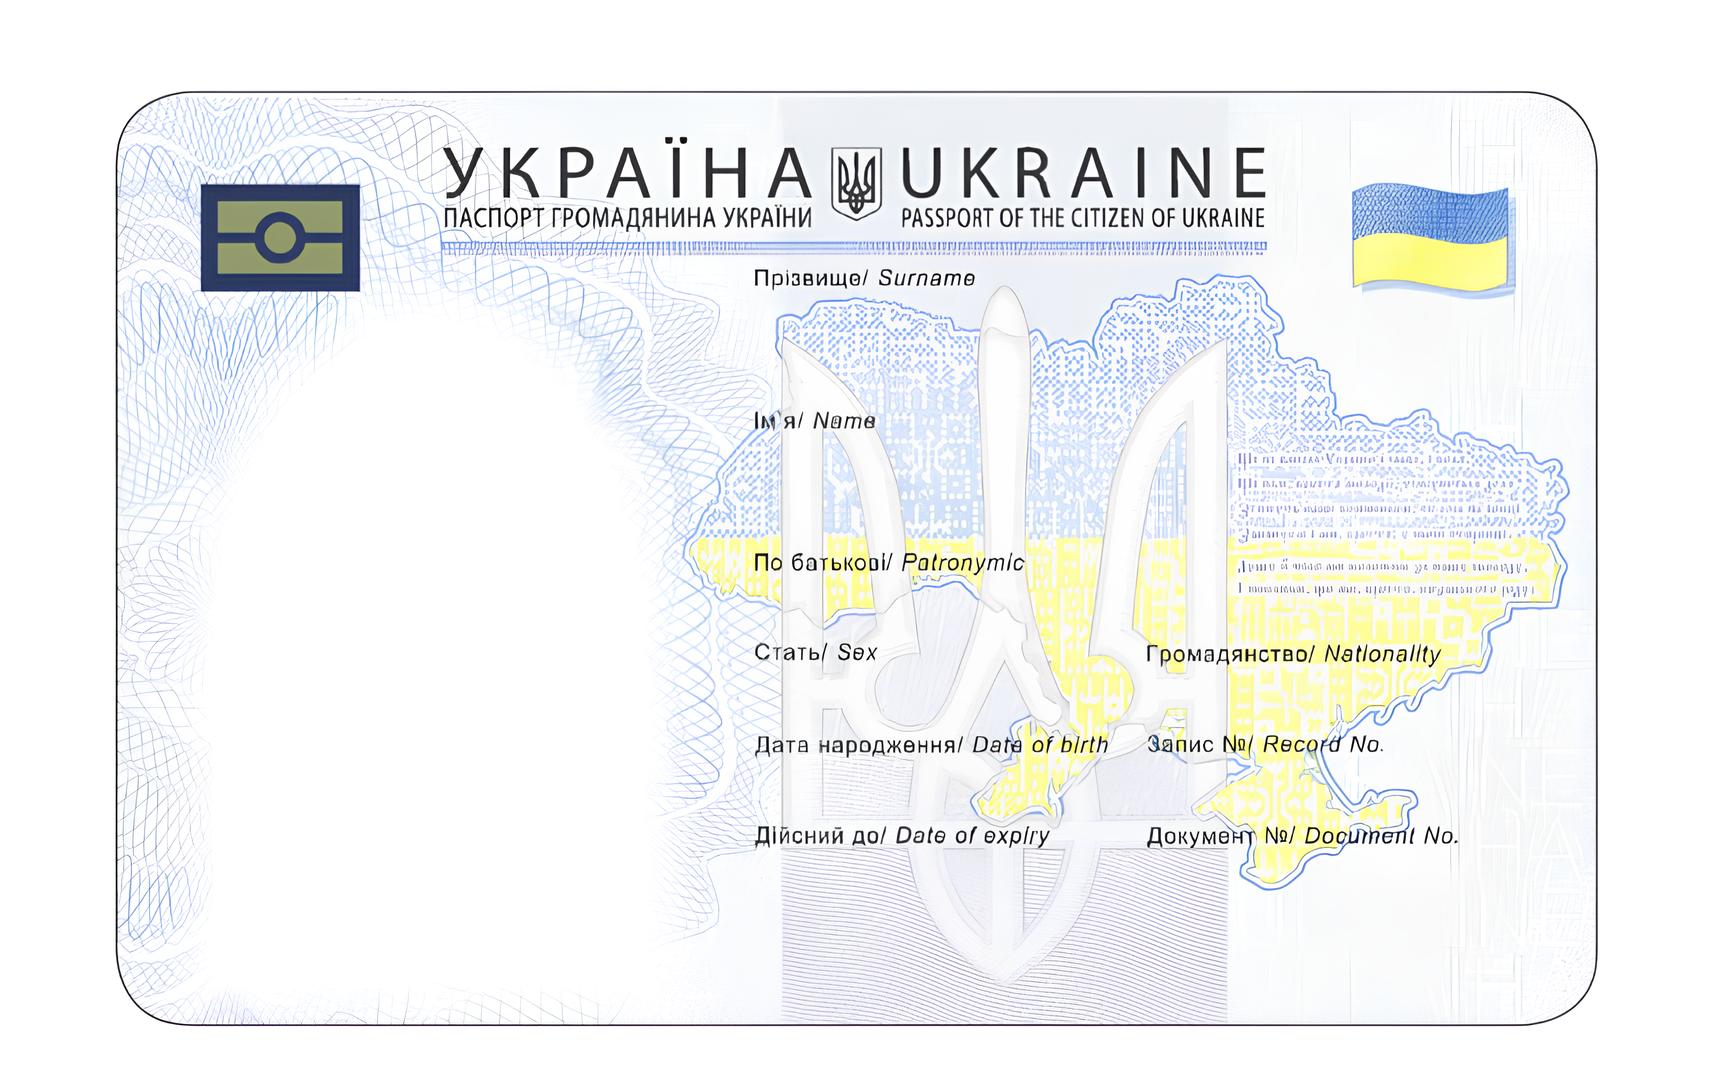 УКРАЇНА UKRAINE
ПАСПОРТ ГРОМАДЯНИНА УКРАЇНИ PASSPORT OF THE CITIZEN OF UKRAINE
Прізвище/ Surname
Ім'я/ Name
По батькові/ Patronymic
Стать/ Sex Громадянство/ Nationality
Дата народження/ Date of birth Запис №/ Record No.
Дійсний до/ Date of expiry Документ №/ Document No.